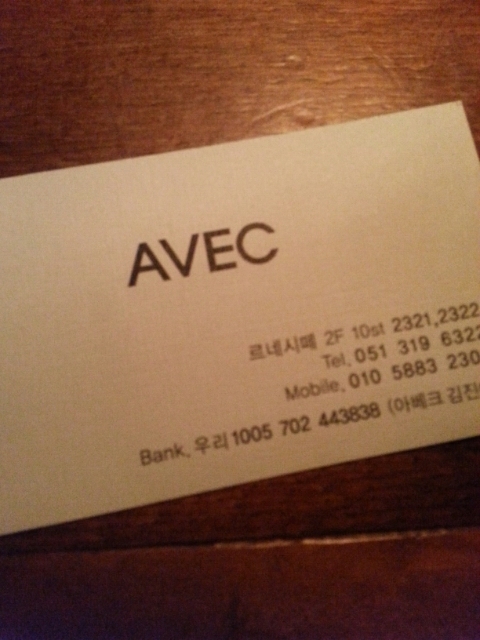 AVEC
르네시떼 2F 10st 2321,2322
Tel. 051 319 6322
Mobile. 010 5883 230
Bank. 우리 1005 702 443838 (아베크 김진